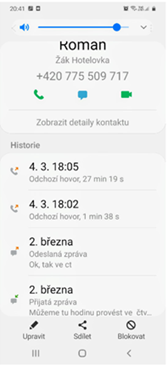 20:41
Roman
Žák Hotelovka
+420 775 509 717
Zobrazit detaily kontaktu
Historie
4. 3. 18:05
Odchozí hovor, 27 min 19 s
4. 3. 18:02
Odchozí hovor, 1 min 38 s
2. března
Odeslaná zpráva
Ok, tak ve ct
2. března
Přijatá zpráva
Můžeme tu hodinu provést ve čtv...
Upravit Sdílet Blokovat